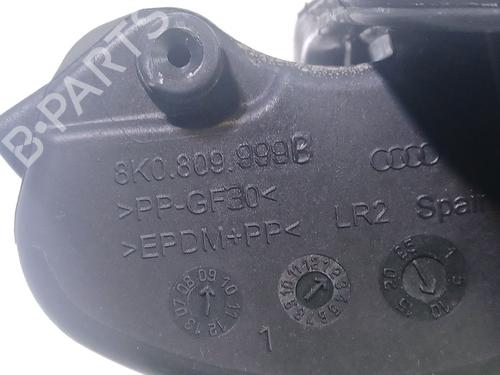 B-PARTS
8K0.809.999B
>PP-GF30<
>EPDM+PP< LR2 Spain
1